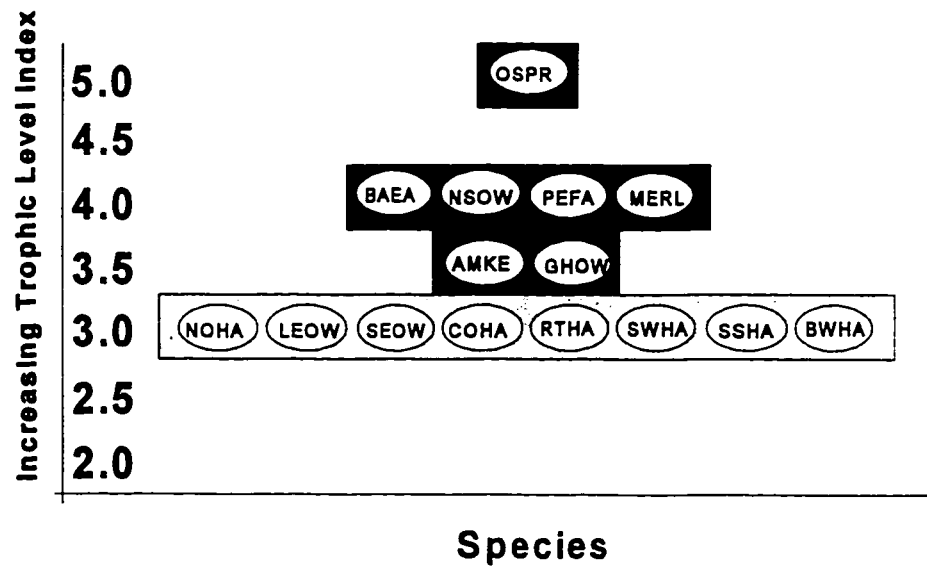 Increasing Trophic Level Index
5.0
OSPR
4.5
4.0
BAEA NSOW PEFA MERL
3.5
AMKE GHOW
3.0
NOHA LEOW SEOW COHA RTHA SWHA SSHA BWHA
2.5
2.0
Species